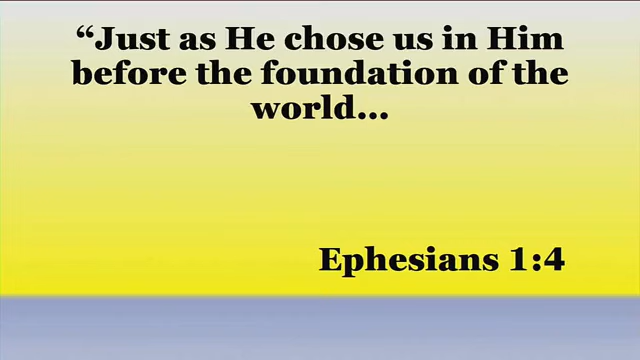 “Just as He chose us in Him
before the foundation of the
world...
Ephesians 1:4